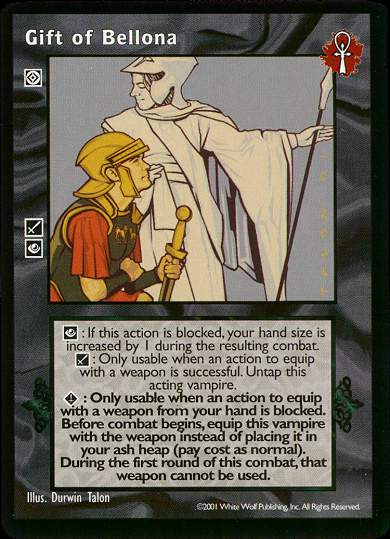 Gift of Bellona
: If this action is blocked, your hand size is
increased by 1 during the resulting combat.
: Only usable when an action to equip
with a weapon is successful. Untap this
acting vampire.
: Only usable when an action to equip
with a weapon from your hand is blocked.
Before combat begins, equip this vampire
with the weapon instead of placing it in
your ash heap (pay cost as normal).
During the first round of this combat, that
weapon cannot be used.
Illus. Durwin Talon
©2001 White Wolf Publishing, Inc. All Rights Reserved.